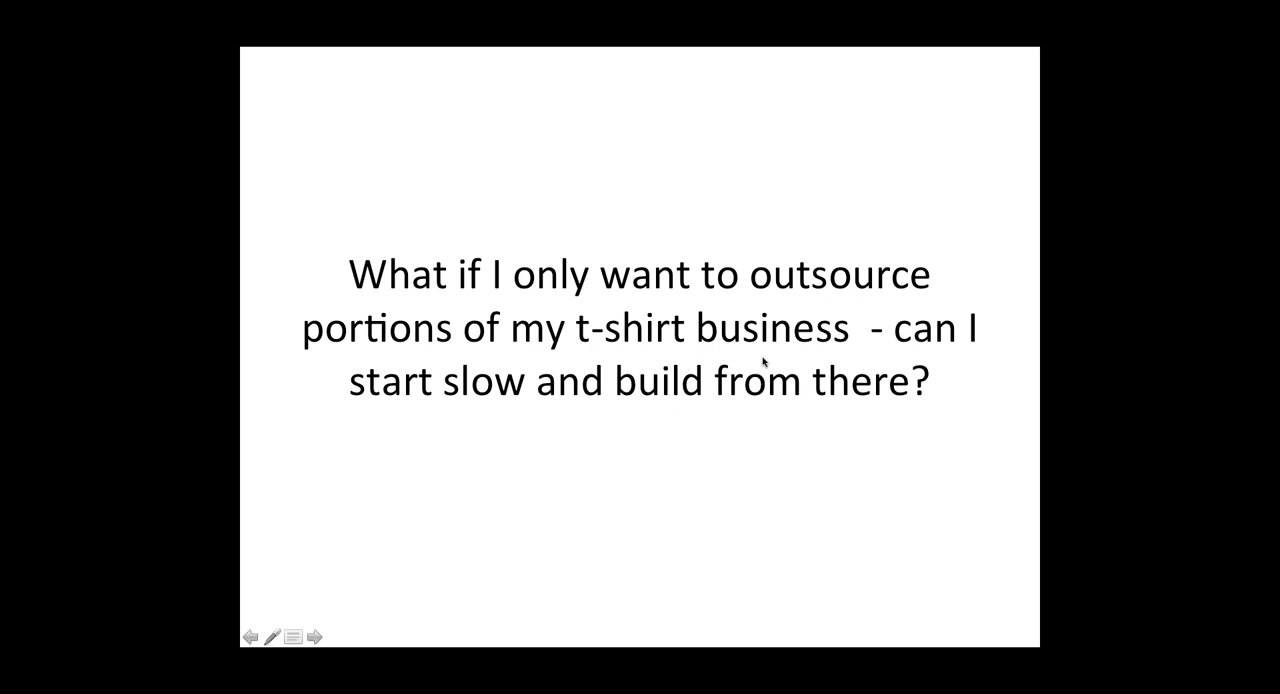 What if I only want to outsource
portions of my t-shirt business  - can I
start slow and build from there?